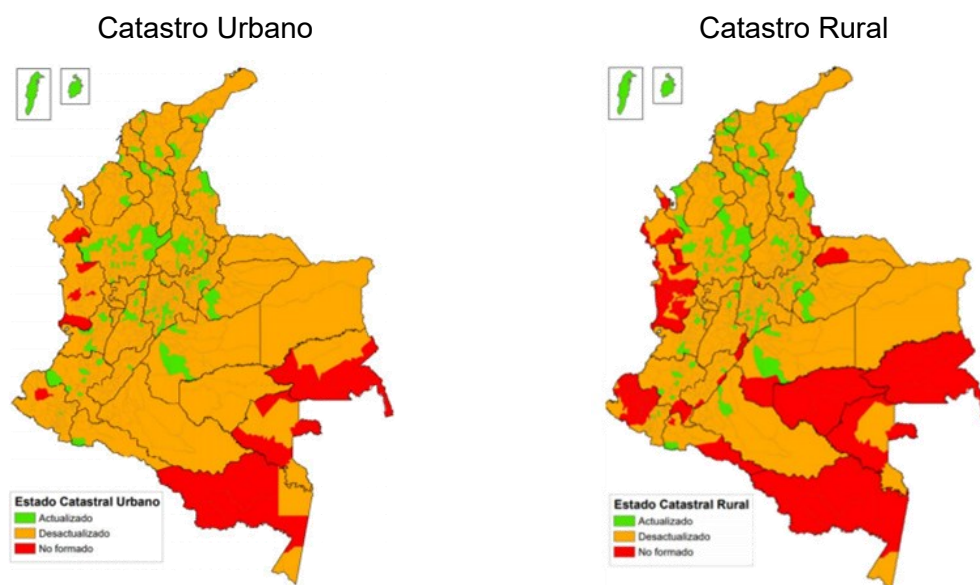 Catastro Urbano
Catastro Rural
Estado Catastral Urbano
Actualizado
Desactualizado
No formado
Estado Catastral Rural
Actualizado
Desactualizado
No formado